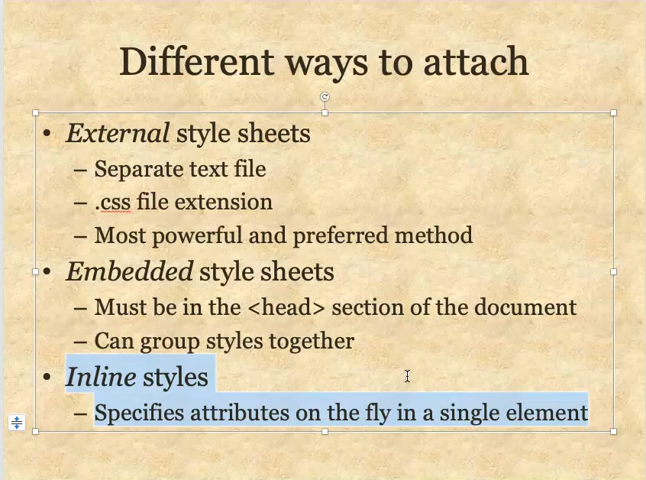 Different ways to attach
• External style sheets
– Separate text file
– .css file extension
– Most powerful and preferred method
• Embedded style sheets
– Must be in the <head> section of the document
– Can group styles together
• Inline styles
– Specifies attributes on the fly in a single element